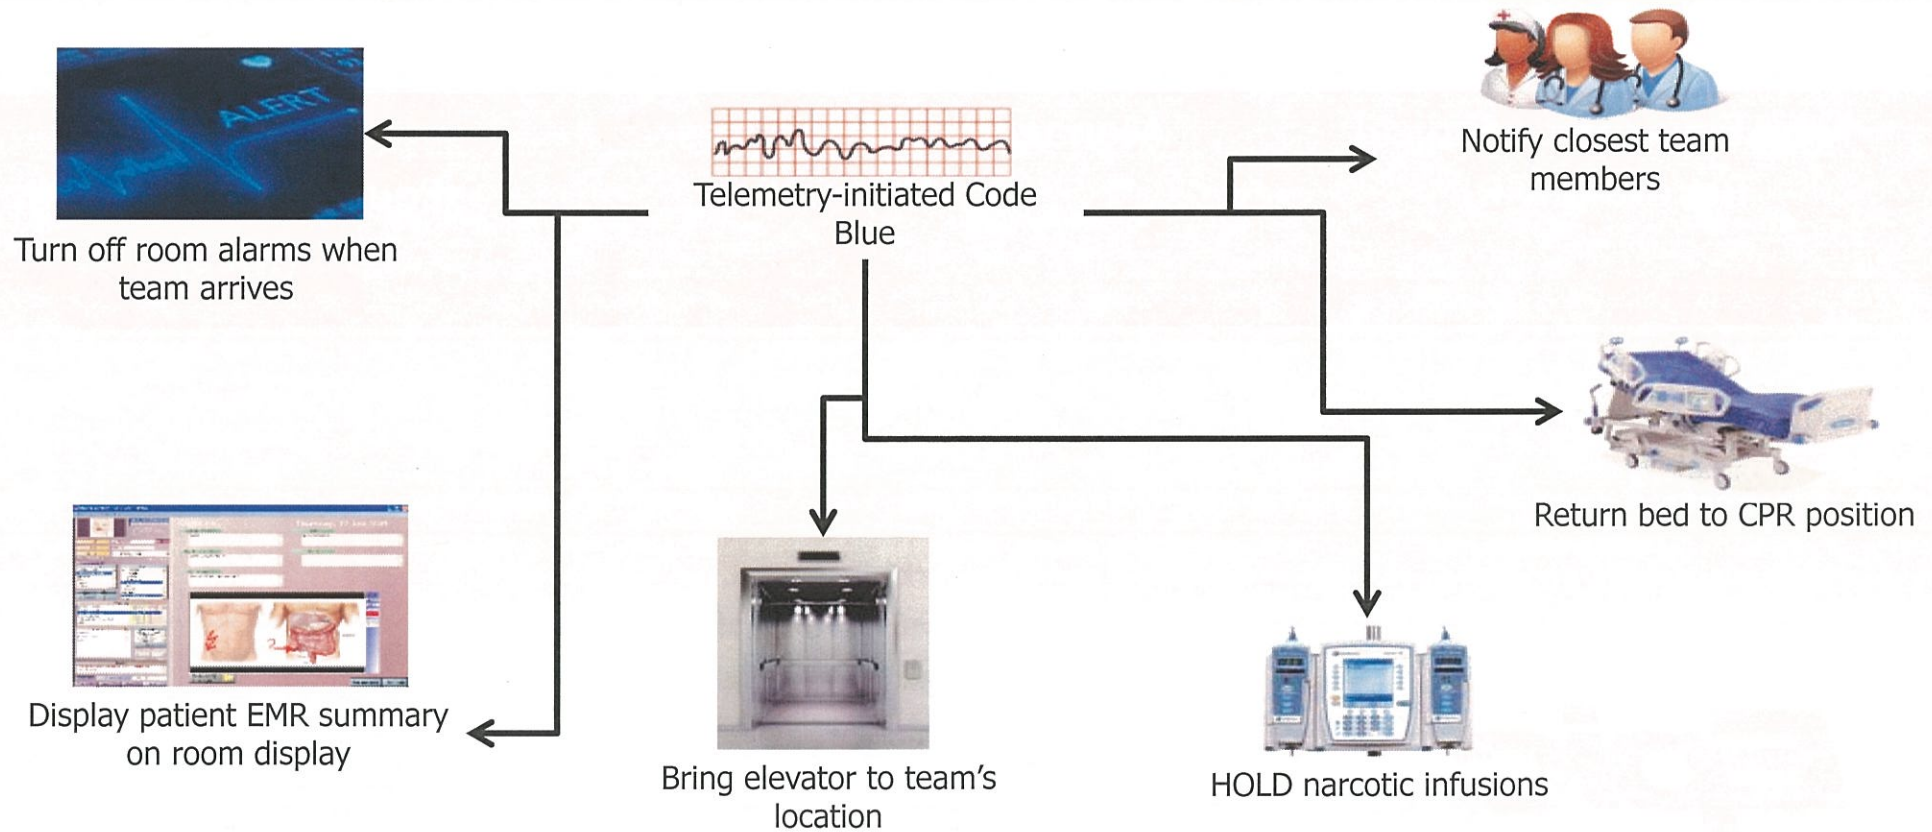 ALERT
Turn off room alarms when
team arrives
Telemetry-initiated Code
Blue
Notify closest team
members
Return bed to CPR position
Display patient EMR summary
on room display
Bring elevator to team's
location
HOLD narcotic infusions